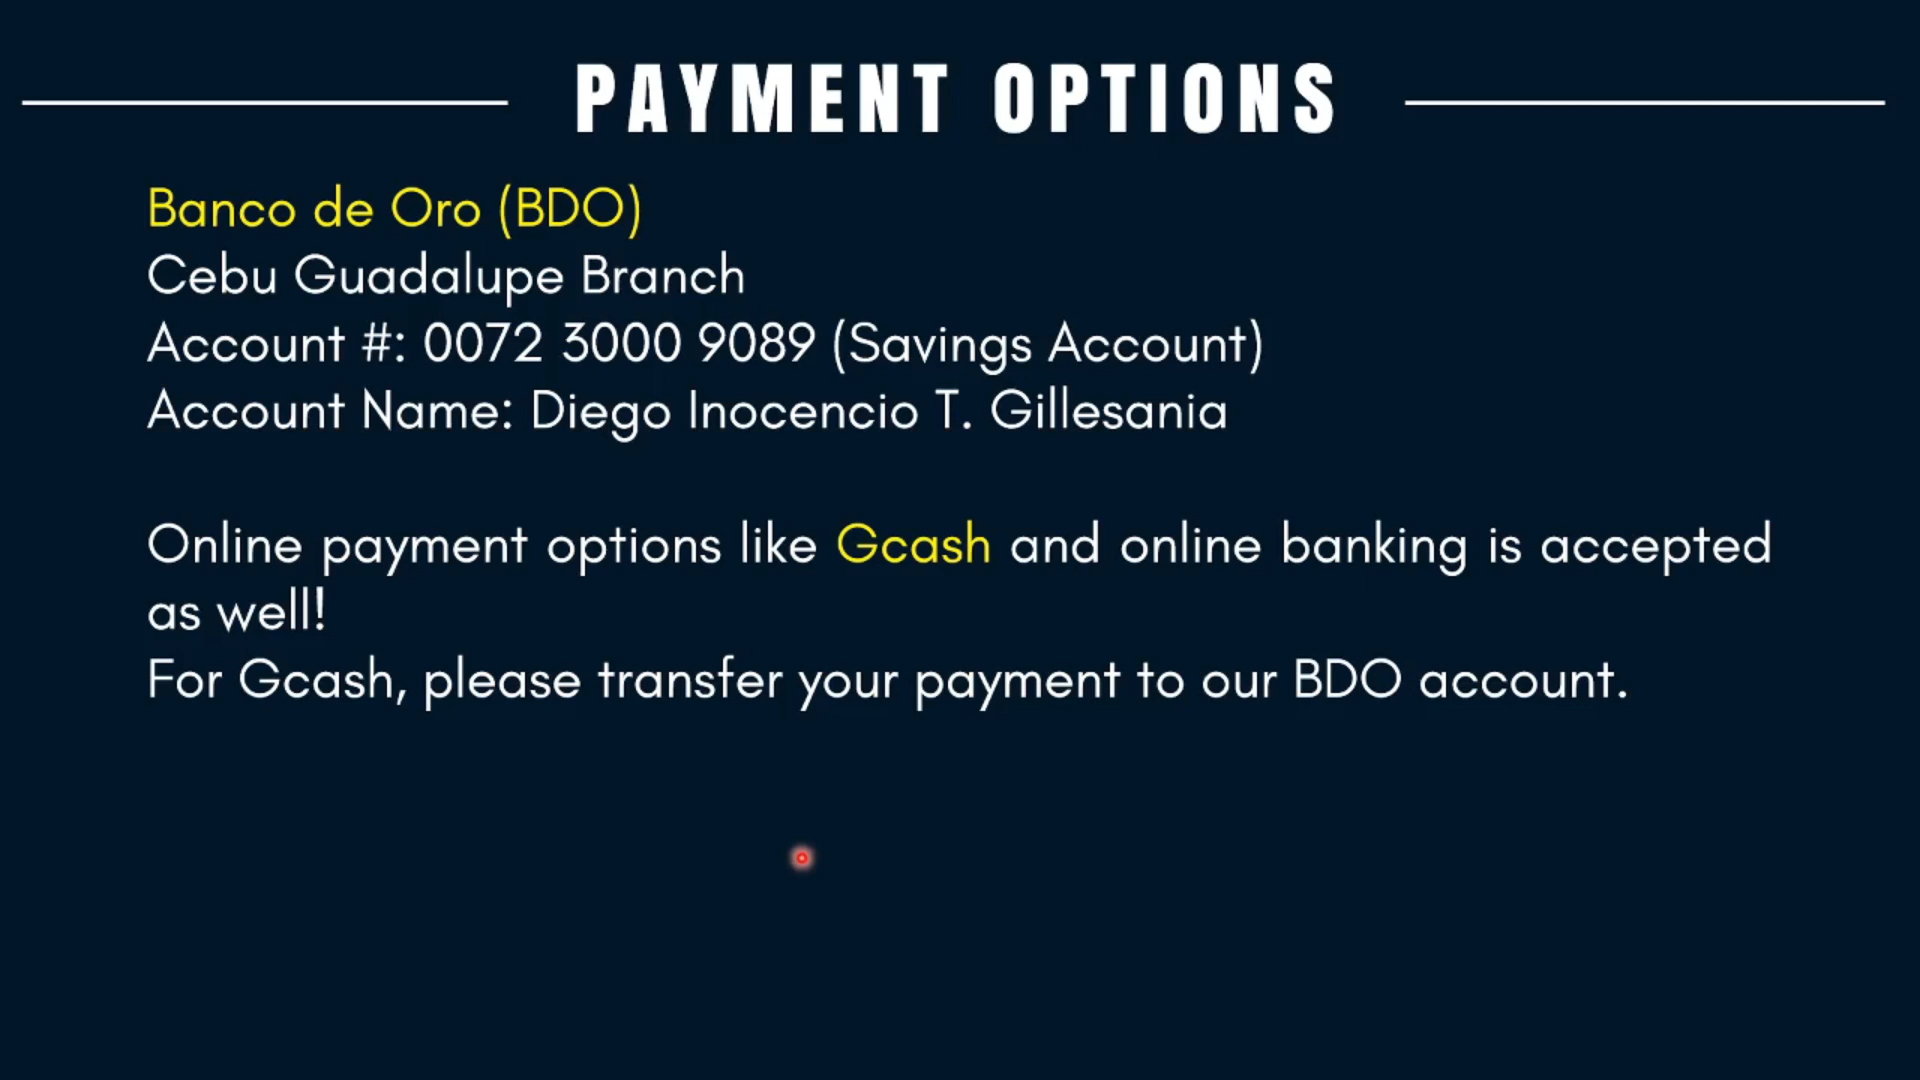 PAYMENT OPTIONS
Banco de Oro (BDO)
Cebu Guadalupe Branch
Account #: 0072 3000 9089 (Savings Account)
Account Name: Diego Inocencio T. Gillesania
Online payment options like Gcash and online banking is accepted
as well!
For Gcash, please transfer your payment to our BDO account.